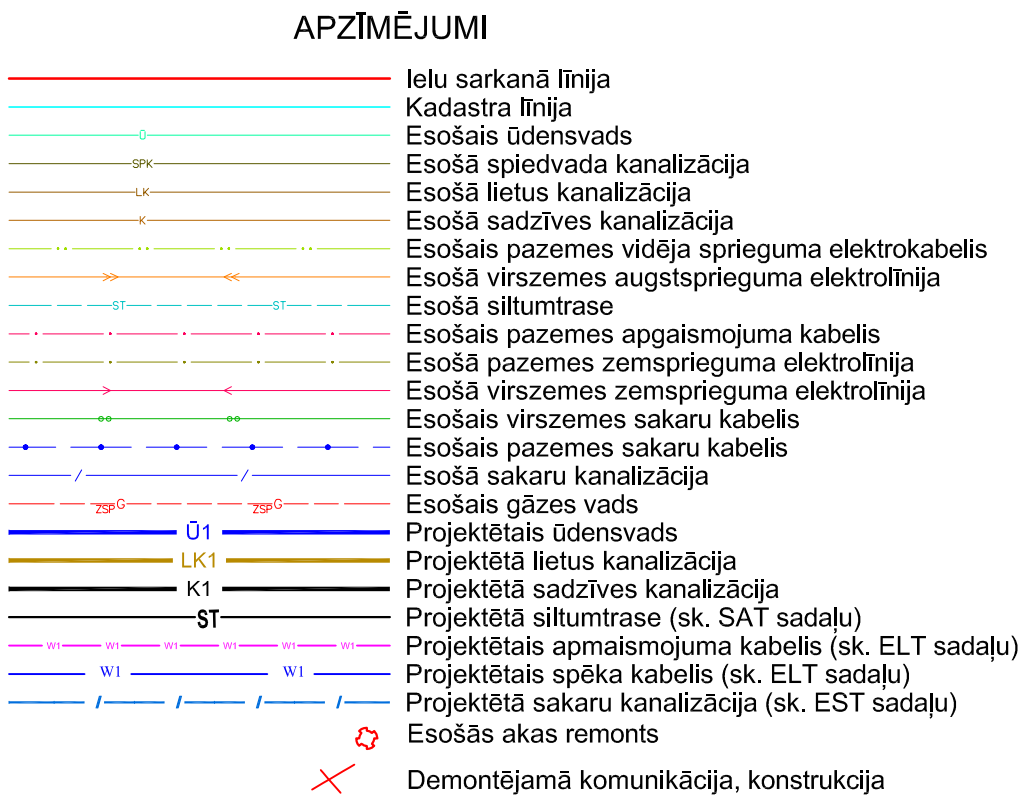 APZĪMĒJUMI
Ielu sarkanā līnija
Kadastra līnija
Ū Esošais ūdensvads
SPK Esošā spiedvada kanalizācija
LK Esošā lietus kanalizācija
K Esošā sadzīves kanalizācija
Esošais pazemes vidēja sprieguma elektrokabelis
Esošā virszemes augstsprieguma elektrolīnija
ST ST Esošā siltumtrase
Esošais pazemes apgaismojuma kabelis
Esošā pazemes zemsprieguma elektrolīnija
Esošā virszemes zemsprieguma elektrolīnija
Esošais virszemes sakaru kabelis
Esošais pazemes sakaru kabelis
Esošā sakaru kanalizācija
ZSP G ZSP G Esošais gāzes vads
Ū1 Projektētais ūdensvads
LK1 Projektētā lietus kanalizācija
K1 Projektētā sadzīves kanalizācija
ST Projektētā siltumtrase (sk. SAT sadaļu)
W1 W1 W1 W1 W1 W1 Projektētais apmaismojuma kabelis (sk. ELT sadaļu)
W1 W1 Projektētais spēka kabelis (sk. ELT sadaļu)
Projektētā sakaru kanalizācija (sk. EST sadaļu)
Esošās akas remonts
Demontējamā komunikācija, konstrukcija